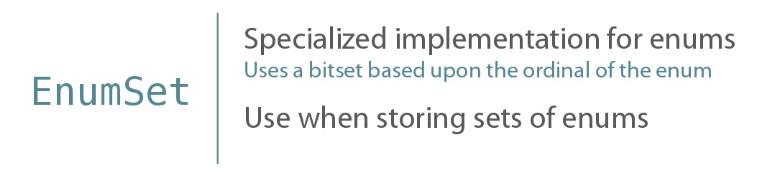 EnumSet
Specialized implementation for enums
Uses a bitset based upon the ordinal of the enum
Use when storing sets of enums